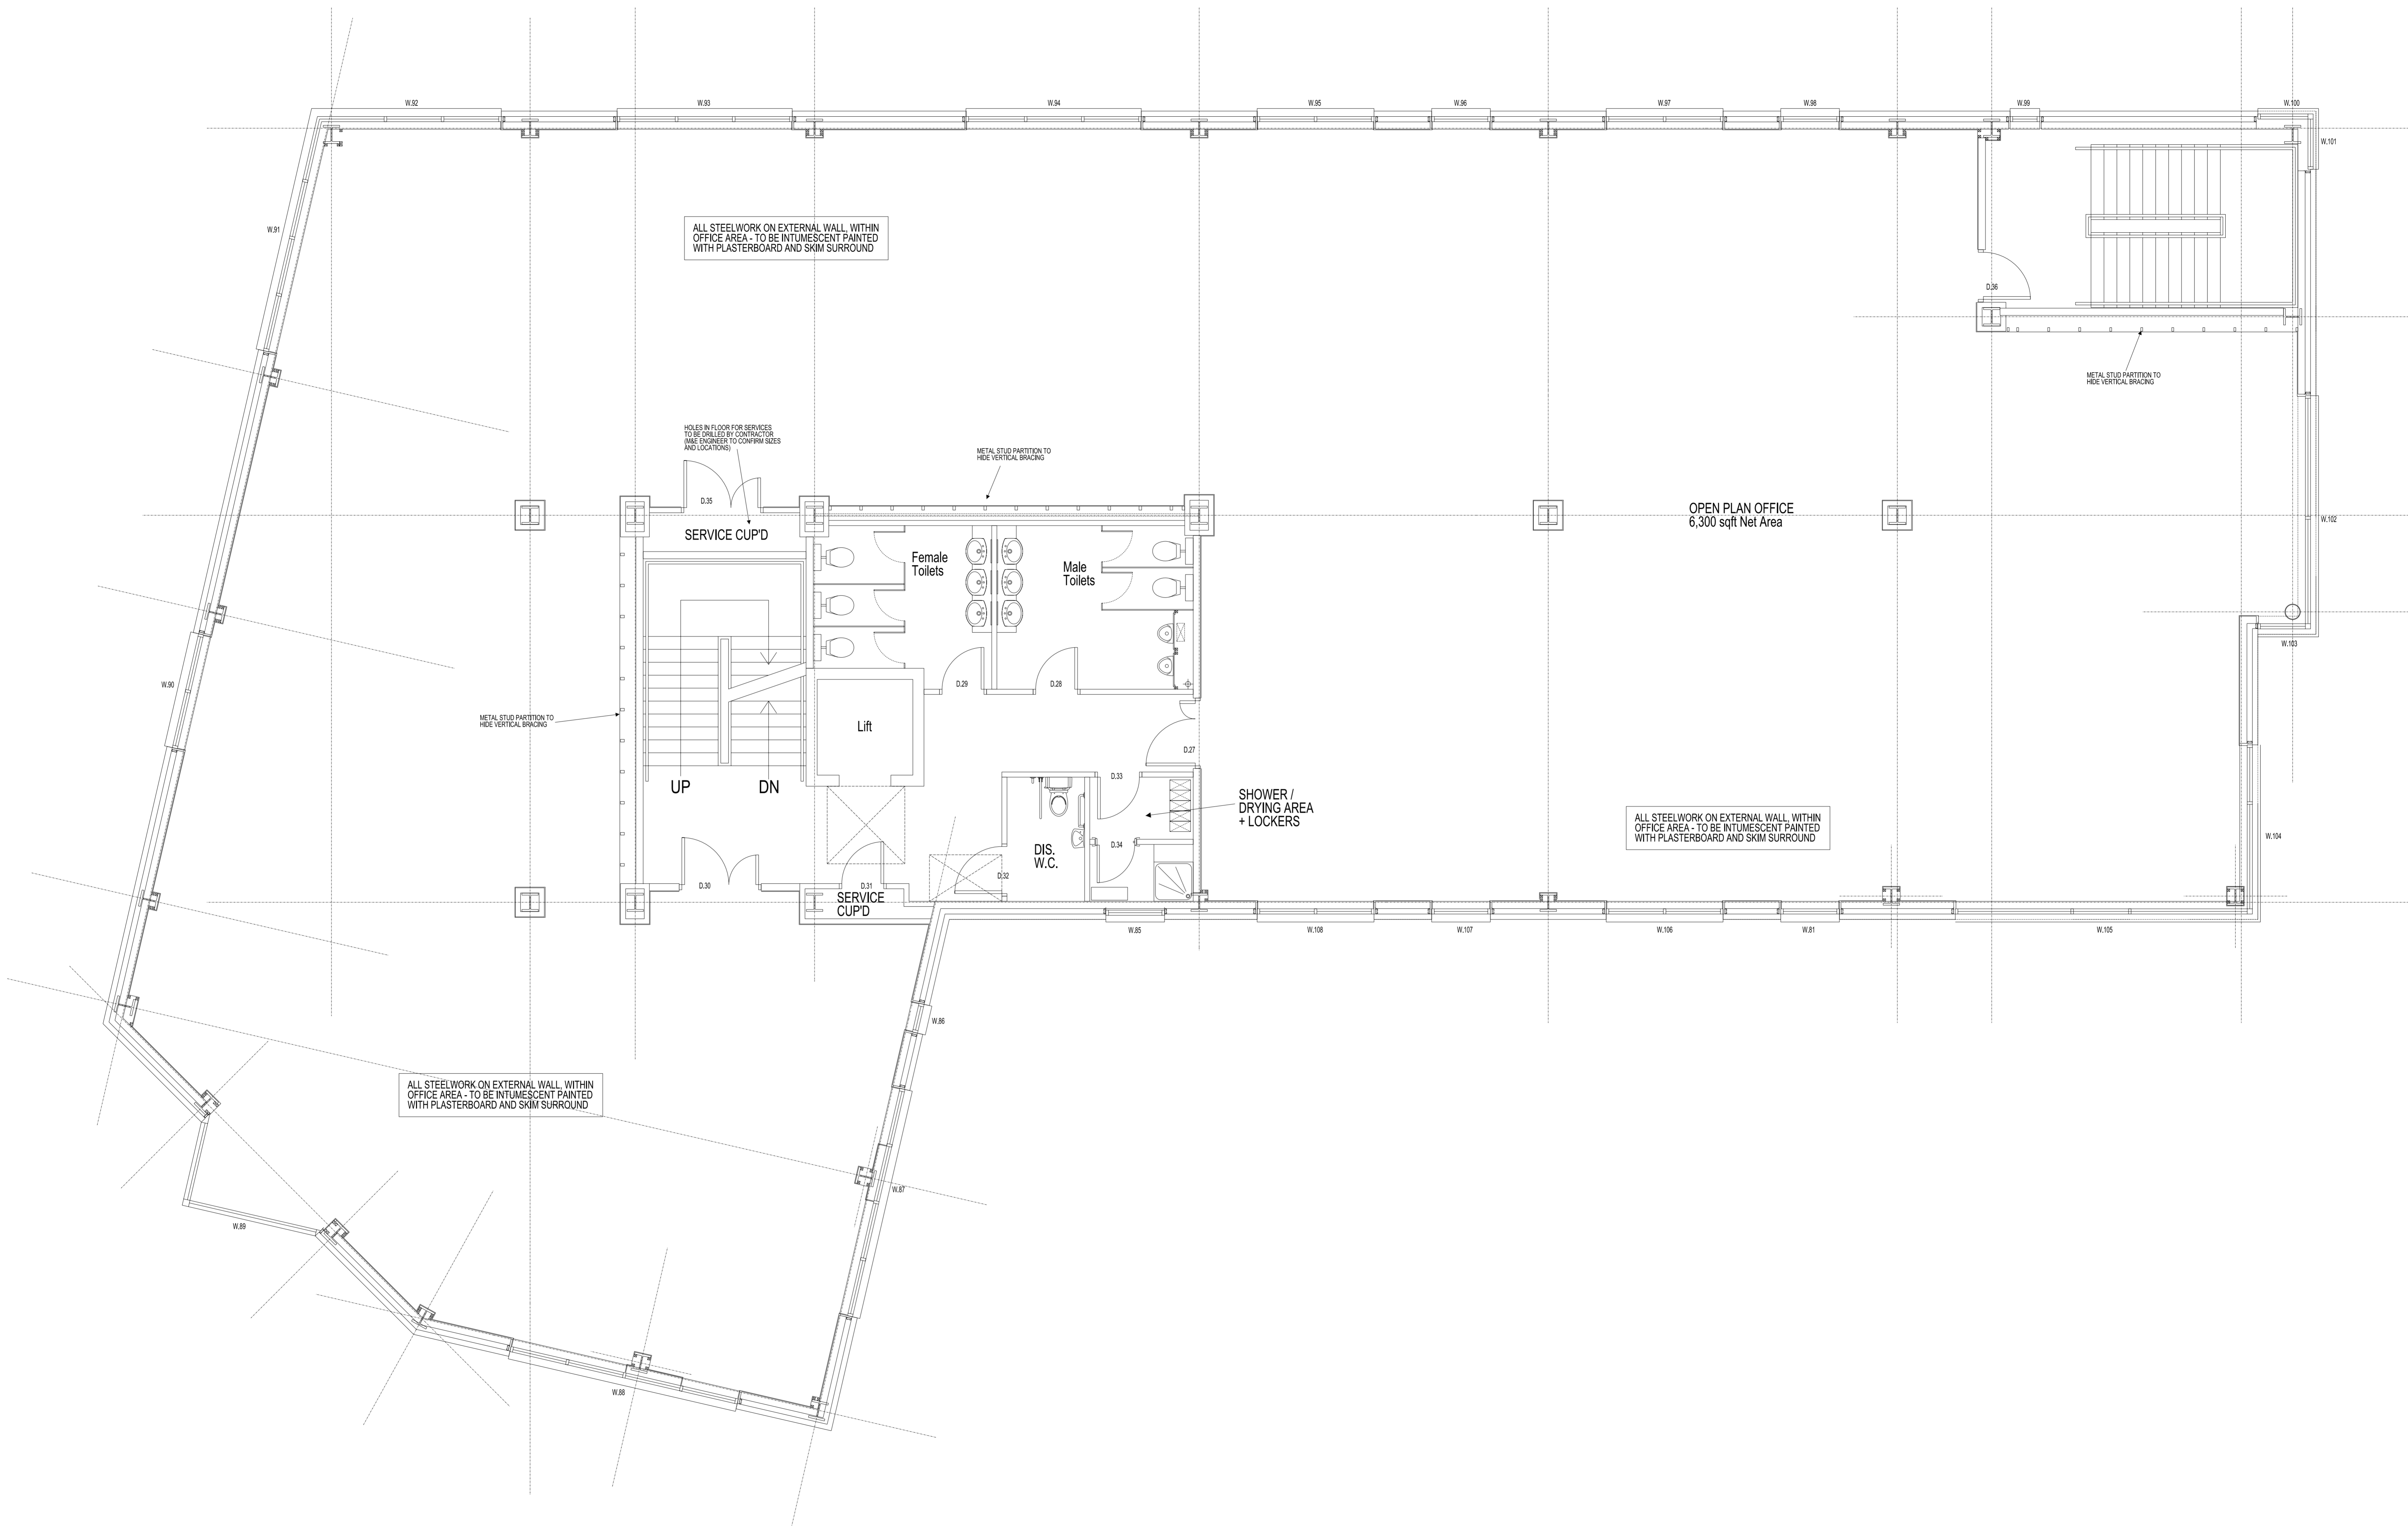 W.92
W.93
W.94
W.95
W.96
W.97
W.98
W.99
W.100
W.101
W.91
ALL STEELWORK ON EXTERNAL WALL, WITHIN
OFFICE AREA - TO BE INTUMESCENT PAINTED
WITH PLASTERBOARD AND SKIM SURROUND
D.36
METAL STUD PARTITION TO
HIDE VERTICAL BRACING
HOLES IN FLOOR FOR SERVICES
TO BE DRILLED BY CONTRACTOR
(M&E ENGINEER TO CONFIRM SIZES
AND LOCATIONS)
METAL STUD PARTITION TO
HIDE VERTICAL BRACING
D.35
SERVICE CUP'D
OPEN PLAN OFFICE
6,300 sqft Net Area
W.102
Female
Toilets
Male
Toilets
W.103
W.90
D.29
D.28
METAL STUD PARTITION TO
HIDE VERTICAL BRACING
Lift
D.27
UP
DN
D.33
SHOWER /
DRYING AREA
+ LOCKERS
ALL STEELWORK ON EXTERNAL WALL, WITHIN
OFFICE AREA - TO BE INTUMESCENT PAINTED
WITH PLASTERBOARD AND SKIM SURROUND
W.104
D.34
DIS.
W.C.
D.32
D.30
D.31
SERVICE
CUP'D
W.85
W.108
W.107
W.106
W.81
W.105
W.86
ALL STEELWORK ON EXTERNAL WALL, WITHIN
OFFICE AREA - TO BE INTUMESCENT PAINTED
WITH PLASTERBOARD AND SKIM SURROUND
W.87
W.89
W.88